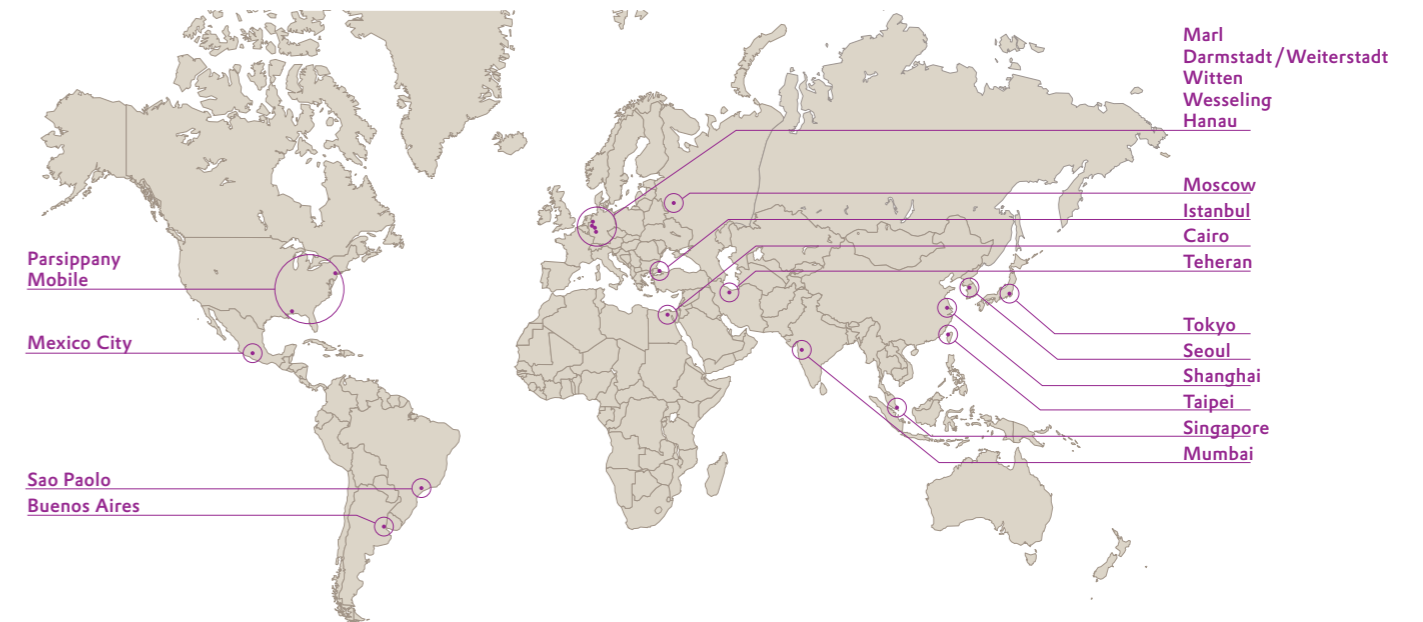 Marl
Darmstadt / Weiterstadt
Witten
Wesseling
Hanau
Moscow
Istanbul
Cairo
Teheran
Parsippany
Mobile
Mexico City
Tokyo
Seoul
Shanghai
Taipei
Singapore
Mumbai
Sao Paolo
Buenos Aires